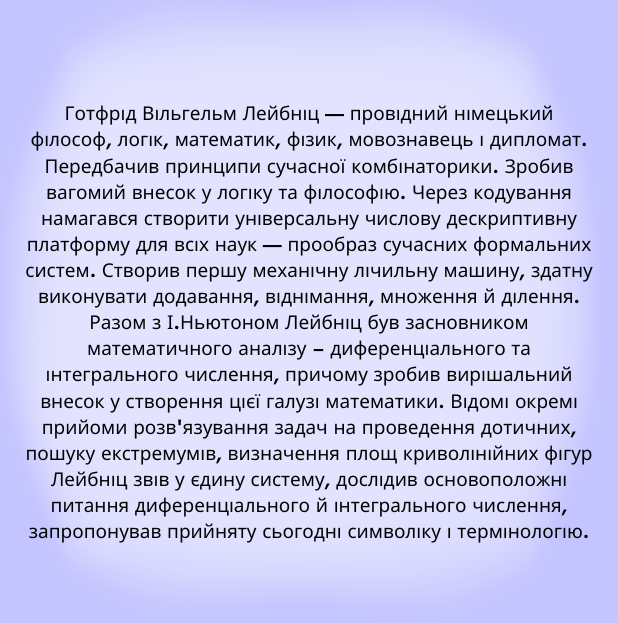 Готфрід Вільгельм Лейбніц — провідний німецький
філософ, логік, математик, фізик, мовознавець і дипломат.
Передбачив принципи сучасної комбінаторики. Зробив
вагомий внесок у логіку та філософію. Через кодування
намагався створити універсальну числову дескриптивну
платформу для всіх наук — прообраз сучасних формальних
систем. Створив першу механічну лічильну машину, здатну
виконувати додавання, віднімання, множення й ділення.
Разом з І.Ньютоном Лейбніц був засновником
математичного аналізу – диференціального та
інтегрального числення, причому зробив вирішальний
внесок у створення цієї галузі математики. Відомі окремі
прийоми розв'язування задач на проведення дотичних,
пошуку екстремумів, визначення площ криволінійних фігур
Лейбніц звів у єдину систему, дослідив основоположні
питання диференціального й інтегрального числення,
запропонував прийняту сьогодні символіку і термінологію.